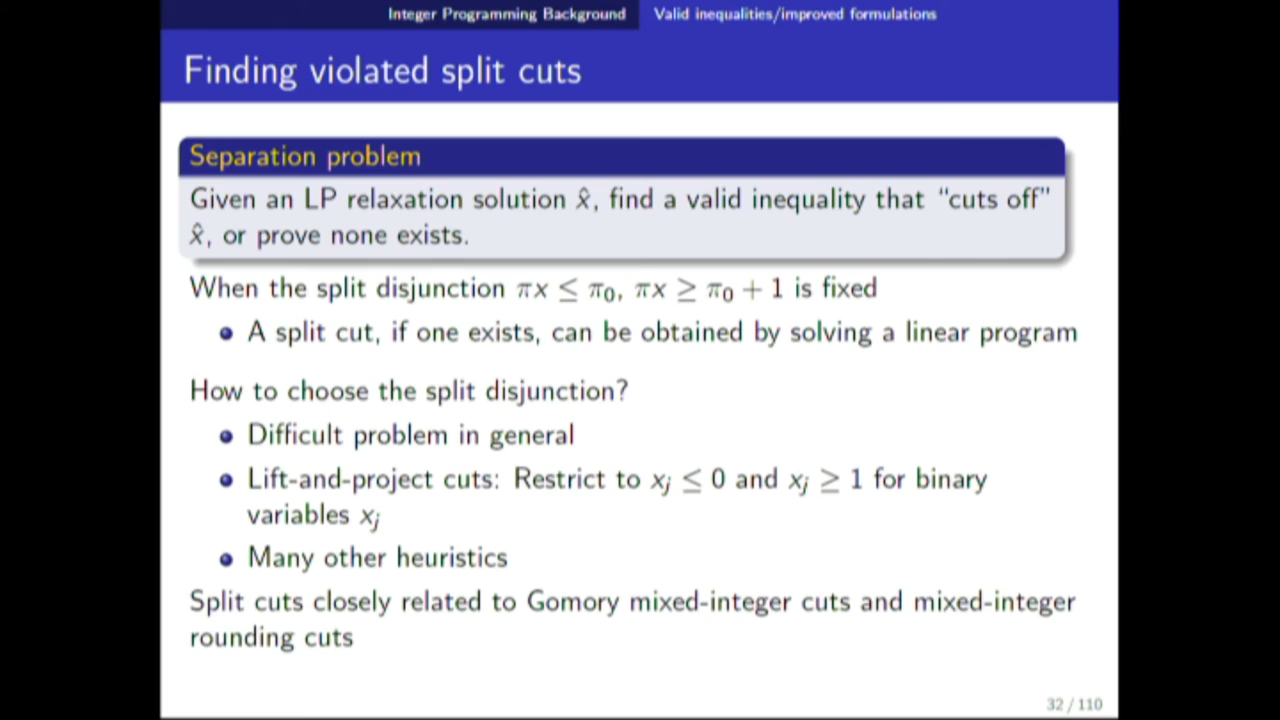 Integer Programming Background Valid inequalities/improved formulations
Finding violated split cuts
Separation problem
Given an LP relaxation solution x̂, find a valid inequality that “cuts off”
x̂, or prove none exists.
When the split disjunction πx ≤ π₀, πx ≥ π₀ + 1 is fixed
A split cut, if one exists, can be obtained by solving a linear program
How to choose the split disjunction?
Difficult problem in general
Lift-and-project cuts: Restrict to xⱼ ≤ 0 and xⱼ ≥ 1 for binary
variables xⱼ
Many other heuristics
Split cuts closely related to Gomory mixed-integer cuts and mixed-integer
rounding cuts
32 / 110